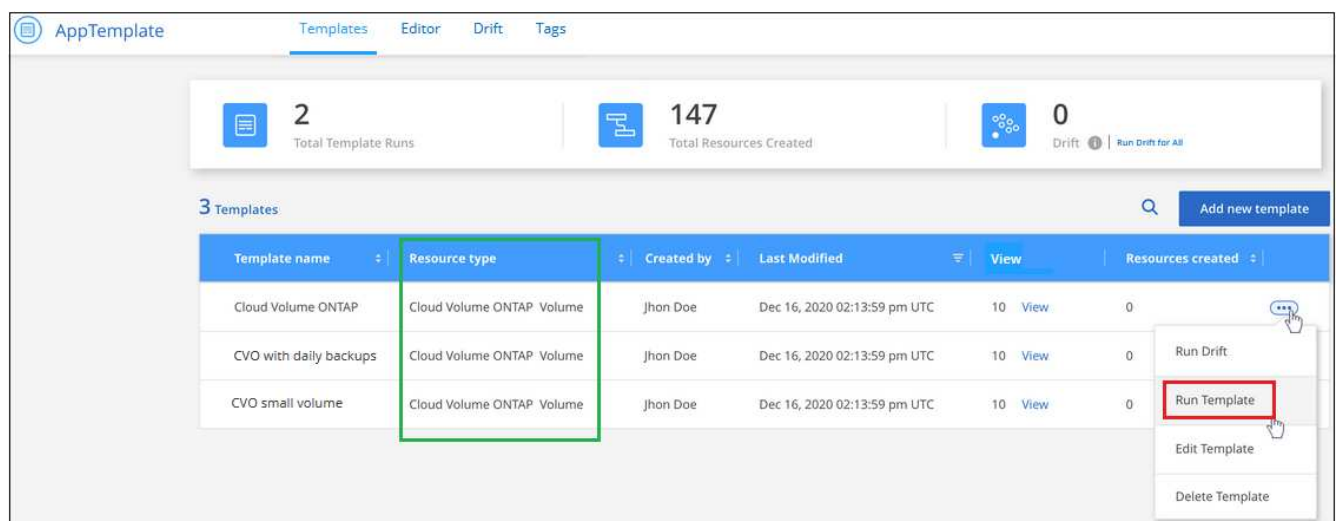 AppTemplate Templates Editor Drift Tags
2 147 0
Total Template Runs Total Resources Created Drift Run Drift for All
3 Templates Add new template
Template name Resource type Created by Last Modified View Resources created
Cloud Volume ONTAP Cloud Volume ONTAP Volume Jhon Doe Dec 16, 2020 02:13:59 pm UTC 10 View 0
CVO with daily backups Cloud Volume ONTAP Volume Jhon Doe Dec 16, 2020 02:13:59 pm UTC 10 View 0 Run Drift
CVO small volume Cloud Volume ONTAP Volume Jhon Doe Dec 16, 2020 02:13:59 pm UTC 10 View 0 Run Template
Edit Template
Delete Template